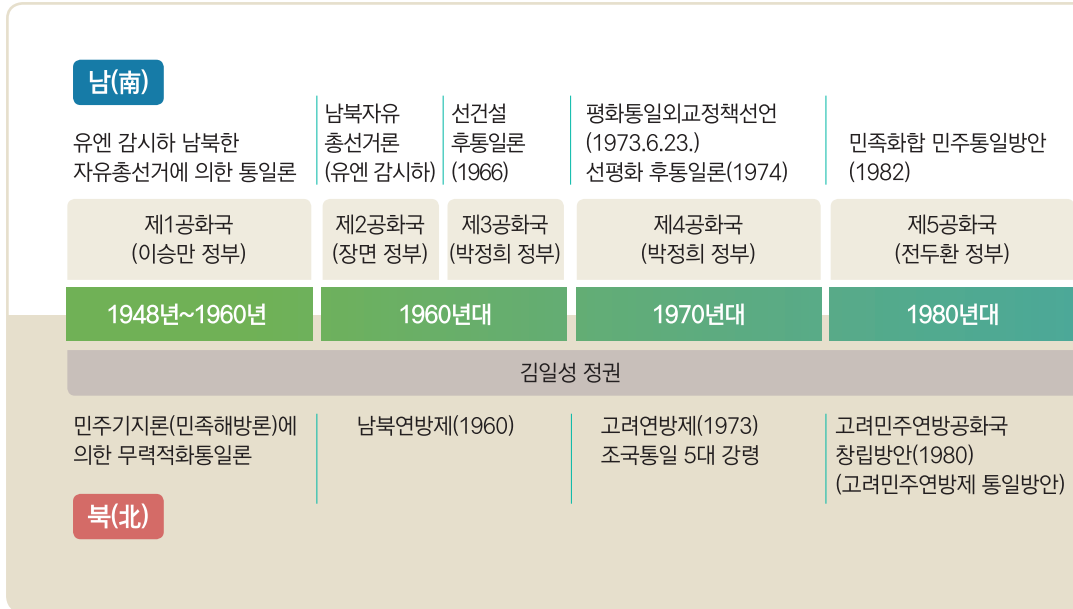 남(南)
유엔 감시하 남북한
자유총선거에 의한 통일론
남북자유
총선거론
(유엔 감시하)
선건설
후통일론
(1966)
평화통일외교정책선언
(1973.6.23.)
선평화 후통일론(1974)
민족화합 민주통일방안
(1982)
제1공화국
(이승만 정부)
제2공화국
(장면 정부)
제3공화국
(박정희 정부)
제4공화국
(박정희 정부)
제5공화국
(전두환 정부)
1948년~1960년
1960년대
1970년대
1980년대
김일성 정권
민주기지론(민족해방론)에
의한 무력적화통일론
남북연방제(1960)
고려연방제(1973)
조국통일 5대 강령
고려민주연방공화국
창립방안(1980)
(고려민주연방제 통일방안)
북(北)